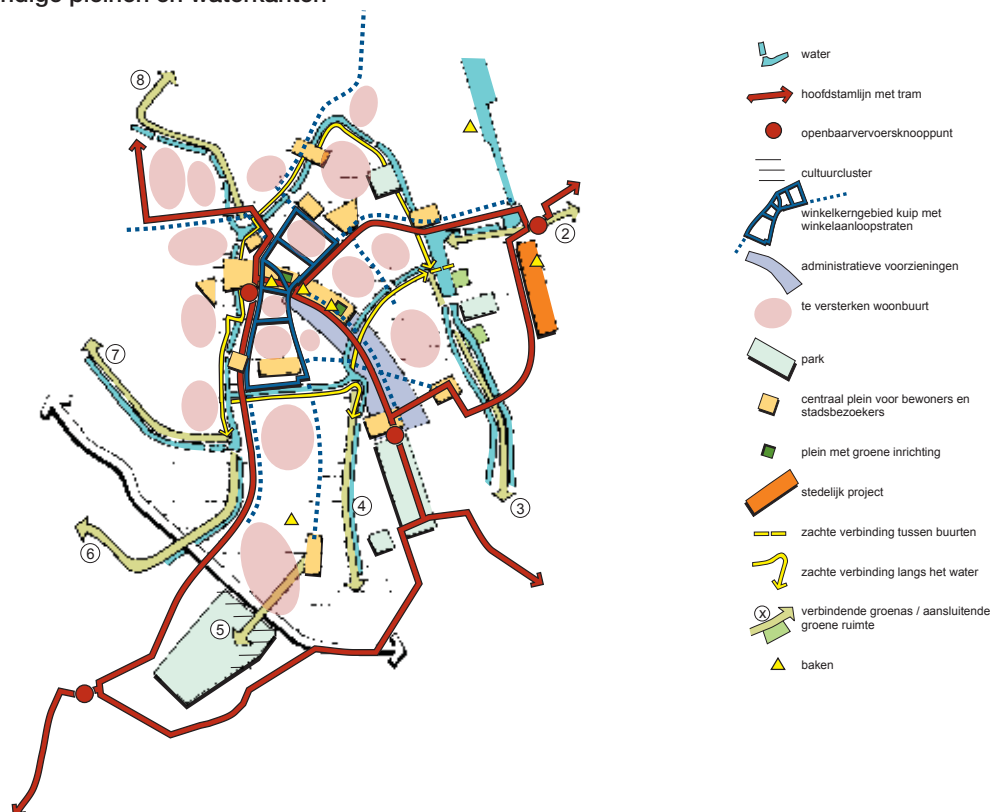 ndige pleinen en waterkanten
8
2
7
3
4
6
5
water
hoofdstamlijn met tram
openbaarvervoersknooppunt
cultuurcluster
winkelkerngebied kuip met
winkelaanloopstraten
administratieve voorzieningen
te versterken woonbuurt
park
centraal plein voor bewoners en
stadsbezoekers
plein met groene inrichting
stedelijk project
zachte verbinding tussen buurten
zachte verbinding langs het water
x
verbindende groenas / aansluitende
groene ruimte
baken